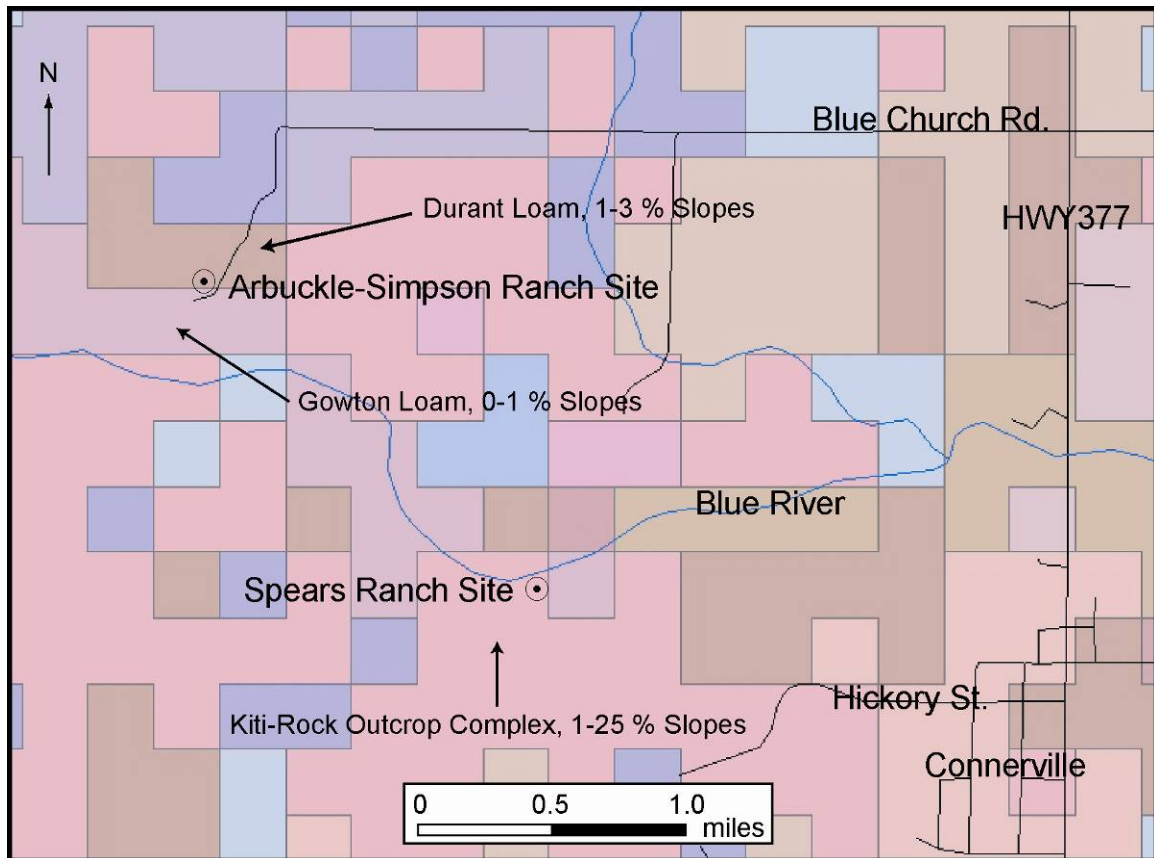 N
Blue Church Rd.
Durant Loam, 1-3 % Slopes
HWY377
Arbuckle-Simpson Ranch Site
Gowton Loam, 0-1 % Slopes
Blue River
Spears Ranch Site
Hickory St.
Kiti-Rock Outcrop Complex, 1-25 % Slopes
Connerville
0 0.5 1.0
miles